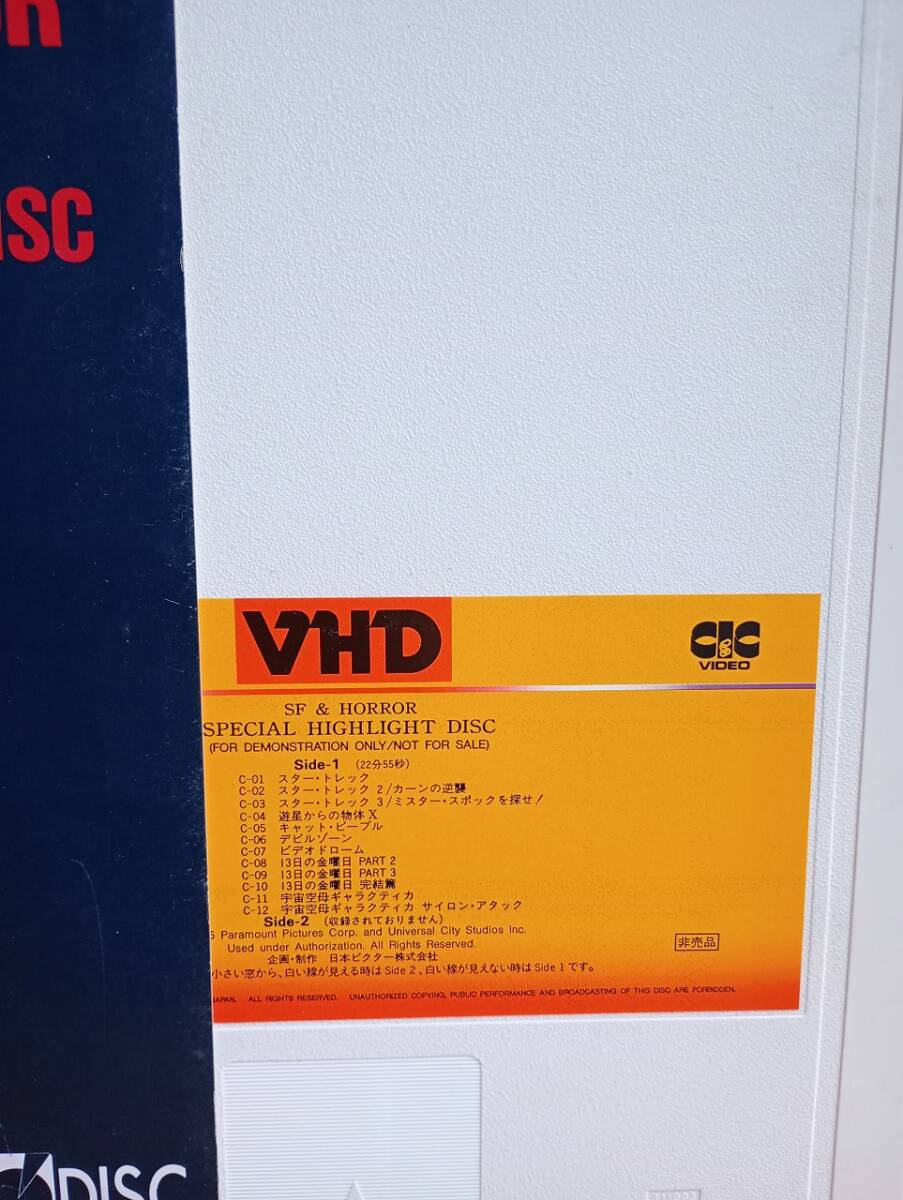 ISC
VHD
CIC
VIDEO
SF & HORROR
SPECIAL HIGHLIGHT DISC
(FOR DEMONSTRATION ONLY/NOT FOR SALE)
Side-1 (22分55秒)
C-01 スター・トレック
C-02 スター・トレック 2/カーンの逆襲
C-03 スター・トレック 3/ミスター・スポックを探せ!
C-04 遊星からの物体X
C-05 キャット・ピープル
C-06 デビルゾーン
C-07 ビデオドローム
C-08 13日の金曜日 PART 2
C-09 13日の金曜日 PART 3
C-10 13日の金曜日 完結篇
C-11 宇宙空母ギャラクティカ
C-12 宇宙空母ギャラクティカ サイロン・アタック
Side-2 (収録されておりません)
5 Paramount Pictures Corp. and Universal City Studios Inc.
Used under Authorization. All Rights Reserved.
非売品
企画・制作 日本ビクター株式会社
小さい窓から、白い線が見える時はSide 2、白い線が見えない時はSide 1です。
JAPAN. ALL RIGHTS RESERVED. UNAUTHORIZED COPYING, PUBLIC PERFORMANCE AND BROADCASTING OF THIS DISC ARE FORBIDDEN.
DISC